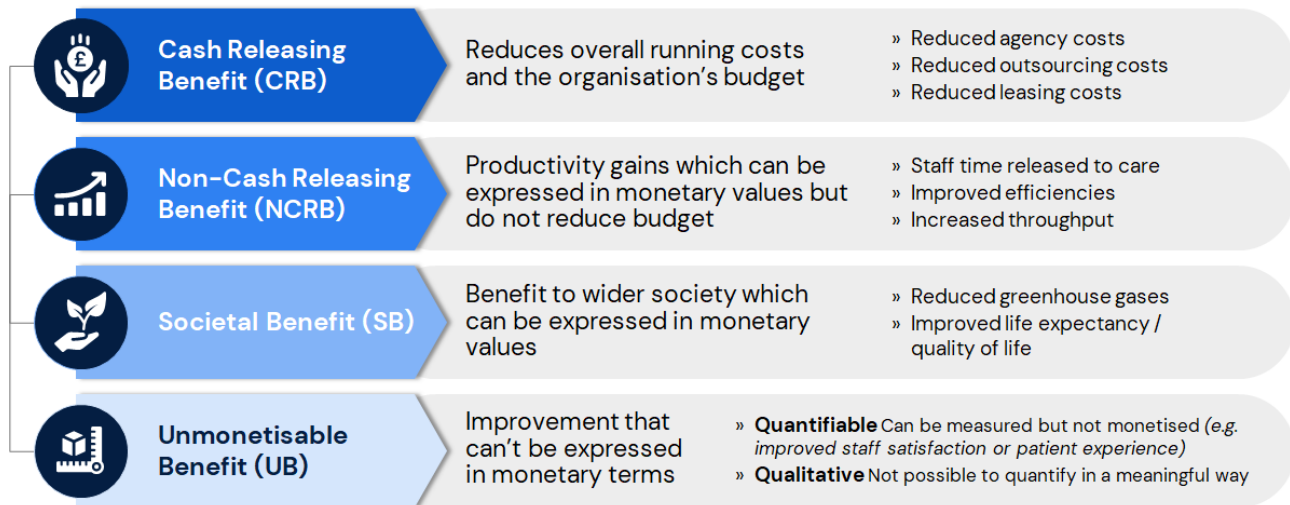 £
Cash Releasing
Benefit (CRB)
Reduces overall running costs
and the organisation's budget
» Reduced agency costs
» Reduced outsourcing costs
» Reduced leasing costs
Non-Cash Releasing
Benefit (NCRB)
Productivity gains which can be
expressed in monetary values but
do not reduce budget
» Staff time released to care
» Improved efficiencies
» Increased throughput
Societal Benefit (SB)
Benefit to wider society which
can be expressed in monetary
values
» Reduced greenhouse gases
» Improved life expectancy /
quality of life
Unmonetisable
Benefit (UB)
Improvement that
can't be expressed
in monetary terms
» Quantifiable Can be measured but not monetised (e.g.
improved staff satisfaction or patient experience)
» Qualitative Not possible to quantify in a meaningful way